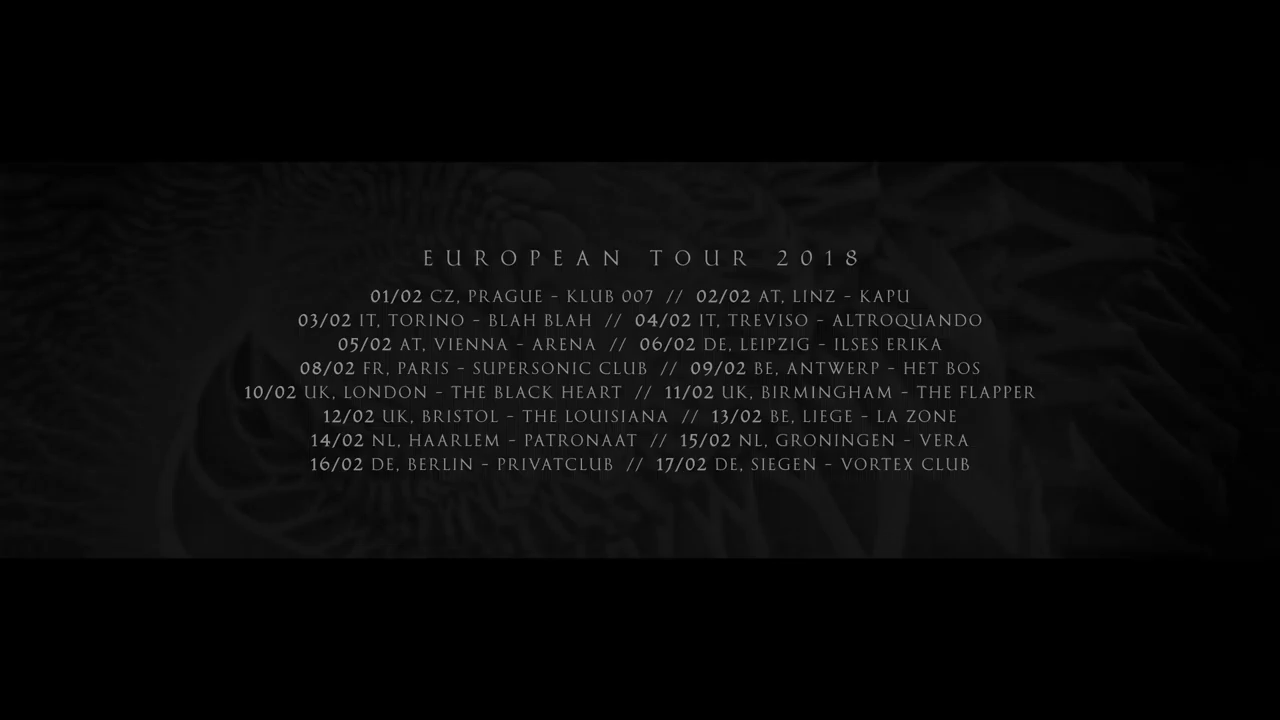 EUROPEAN TOUR 2018
01/02 CZ, PRAGUE - KLUB 007 // 02/02 AT, LINZ - KAPU
03/02 IT, TORINO - BLAH BLAH // 04/02 IT, TREVISO - ALTROQUANDO
05/02 AT, VIENNA - ARENA // 06/02 DE, LEIPZIG - ILSES ERIKA
08/02 FR, PARIS - SUPERSONIC CLUB // 09/02 BE, ANTWERP - HET BOS
10/02 UK, LONDON - THE BLACK HEART // 11/02 UK, BIRMINGHAM - THE FLAPPER
12/02 UK, BRISTOL - THE LOUISIANA // 13/02 BE, LIEGE - LA ZONE
14/02 NL, HAARLEM - PATRONAAT // 15/02 NL, GRONINGEN - VERA
16/02 DE, BERLIN - PRIVATCLUB // 17/02 DE, SIEGEN - VORTEX CLUB